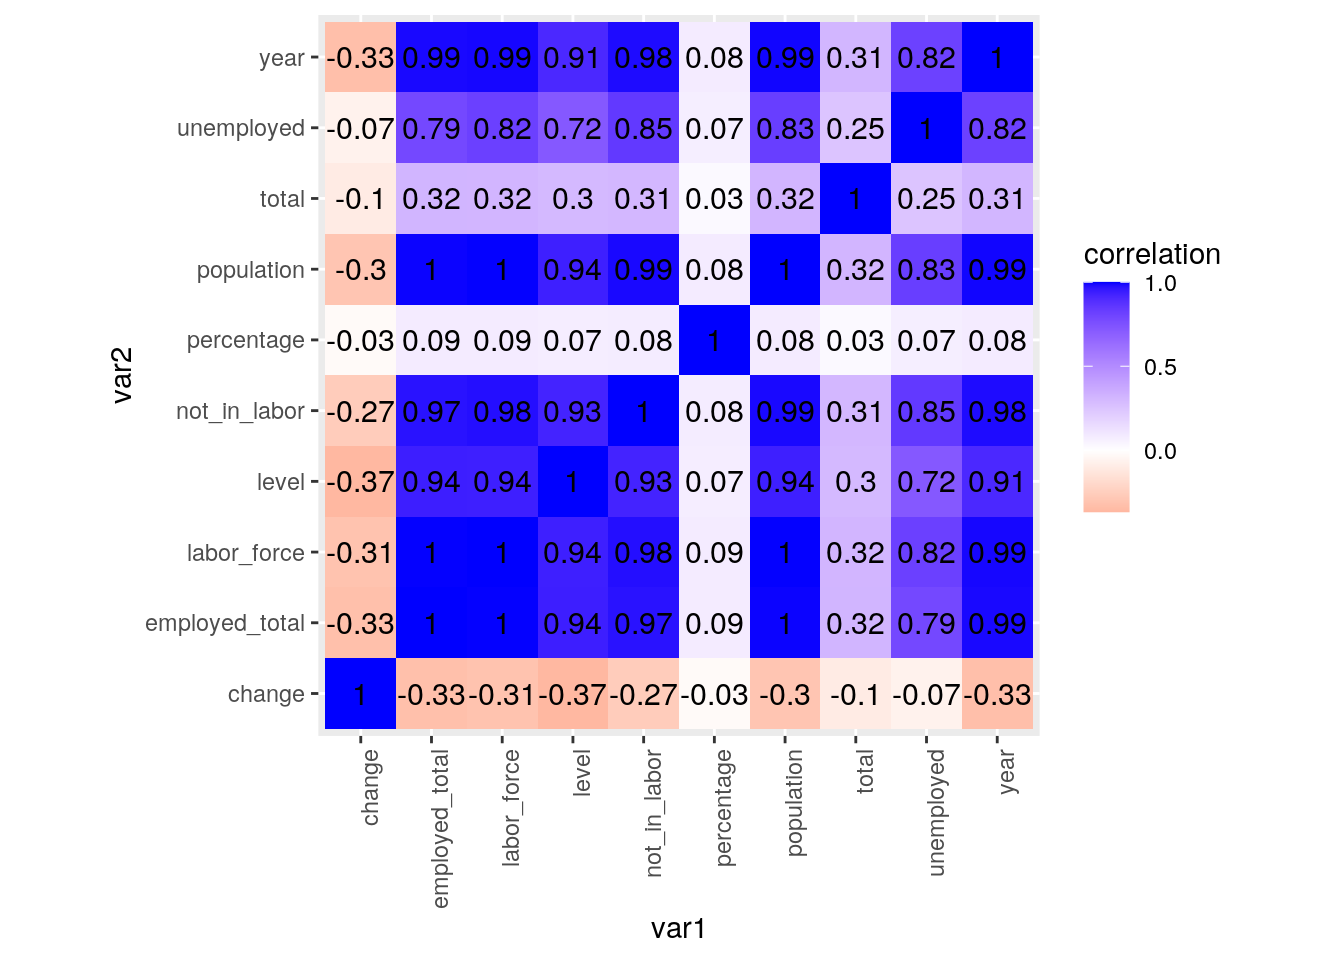 year -0.33 0.99 0.99 0.91 0.98 0.08 0.99 0.31 0.82 1
unemployed -0.07 0.79 0.82 0.72 0.85 0.07 0.83 0.25 1 0.82
total -0.1 0.32 0.32 0.3 0.31 0.03 0.32 1 0.25 0.31
population -0.3 1 1 0.94 0.99 0.08 1 0.32 0.83 0.99
percentage -0.03 0.09 0.09 0.07 0.08 1 0.08 0.03 0.07 0.08
not_in_labor -0.27 0.97 0.98 0.93 1 0.08 0.99 0.31 0.85 0.98
level -0.37 0.94 0.94 1 0.93 0.07 0.94 0.3 0.72 0.91
labor_force -0.31 1 1 0.94 0.98 0.09 1 0.32 0.82 0.99
employed_total -0.33 1 1 0.94 0.97 0.09 1 0.32 0.79 0.99
change 1 -0.33 -0.31 -0.37 -0.27 -0.03 -0.3 -0.1 -0.07 -0.33
change employed_total labor_force level not_in_labor percentage population total unemployed year
var1
var2
correlation
1.0
0.5
0.0